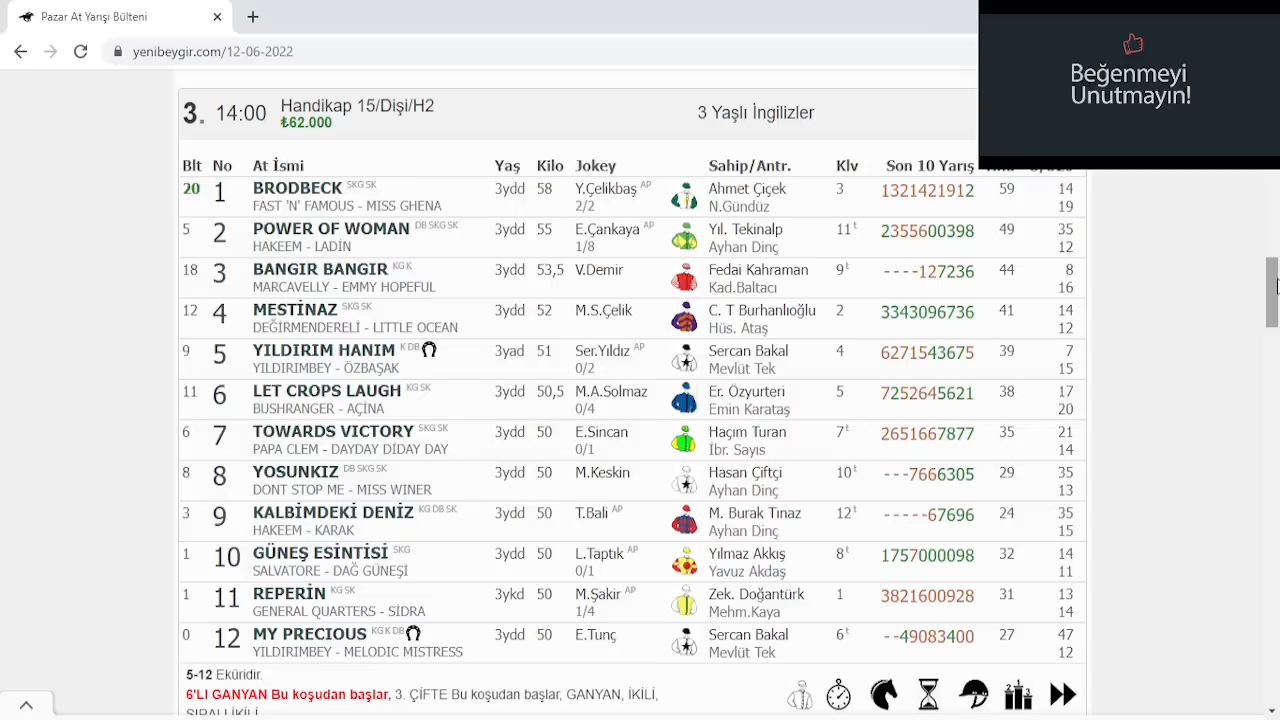 Pazar At Yarışı Bülteni
yenibeygir.com/12-06-2022
Beğenmeyi
Unutmayın!
3. 14:00 Handikap 15/Dişi/H2 3 Yaşlı İngilizler
₺62.000
Blt No At İsmi Yaş Kilo Jokey Sahip/Antr. Klv Son 10 Yarış
20 1 BRODBECK SKG SK 3ydd 58 Y.Çelikbaş AP Ahmet Çiçek 3 1321421912 59 14
FAST 'N' FAMOUS - MISS GHENA 2/2 N.Gündüz 19
5 2 POWER OF WOMAN DB SKG SK 3ydd 55 E.Çankaya AP Yıl. Tekinalp 11 t 2355600398 49 35
HAKEEM - LADİN 1/8 Ayhan Dinç 12
18 3 BANGIR BANGIR KG K 3ydd 53,5 V.Demir Fedai Kahraman 9 t ----127236 44 8
MARCAVELLY - EMMY HOPEFUL Kad.Baltacı 16
12 4 MESTİNAZ SKG SK 3ydd 52 M.S.Çelik C. T Burhanlıoğlu 2 3343096736 41 14
DEĞİRMENDERELİ - LITTLE OCEAN Hüs. Ataş 12
9 5 YILDIRIM HANIM K DB 3yad 51 Ser.Yıldız AP Sercan Bakal 4 6271543675 39 7
YILDIRIMBEY - ÖZBAŞAK 0/2 Mevlüt Tek 15
11 6 LET CROPS LAUGH KG SK 3ydd 50,5 M.A.Solmaz Er. Özyurteri 5 7252645621 38 17
BUSHRANGER - AÇİNA 0/4 Emin Karataş 20
6 7 TOWARDS VICTORY SKG SK 3ydd 50 E.Sincan Haçım Turan 7 t 2651667877 35 21
PAPA CLEM - DAYDAY DİDAY DAY 0/1 İbr. Sayıs 14
8 8 YOSUNKIZ DB SKG SK 3ydd 50 M.Keskin Hasan Çiftçi 10 t ---7666305 29 35
DONT STOP ME - MISS WINER Ayhan Dinç 13
3 9 KALBİMDEKİ DENİZ KG DB SK 3ydd 50 T.Bali AP M. Burak Tınaz 12 t -----67696 24 35
HAKEEM - KARAK Ayhan Dinç 15
1 10 GÜNEŞ ESİNTİSİ SKG 3ydd 50 L.Taptık AP Yılmaz Akkış 8 t 1757000098 32 14
SALVATORE - DAĞ GÜNEŞİ 0/1 Yavuz Akdaş 11
1 11 REPERİN KG SK 3ykd 50 M.Şakir AP Zek. Doğantürk 1 3821600928 31 13
GENERAL QUARTERS - SİDRA 1/4 Mehm.Kaya 14
0 12 MY PRECIOUS KG K DB 3ydd 50 E.Tunç Sercan Bakal 6 t --49083400 27 47
YILDIRIMBEY - MELODIC MISTRESS Mevlüt Tek 12
5-12 Eküridir.
6'LI GANYAN Bu koşudan başlar, 3. ÇİFTE Bu koşudan başlar, GANYAN, İKİLİ,